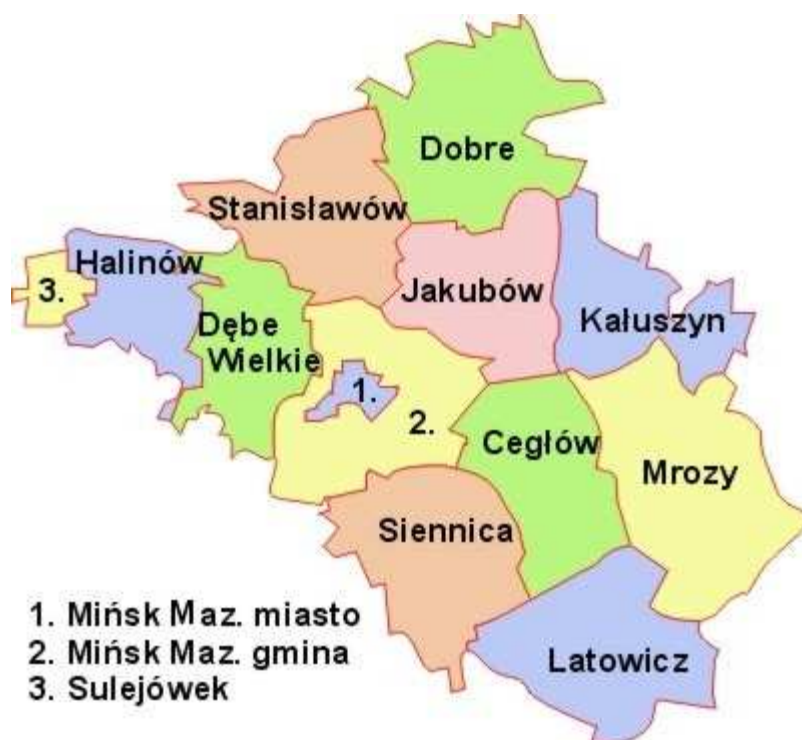 Dobre
Stanisławów
Halinów
3.
Jakubów
Kałuszyn
Dębe
Wielkie
1.
2.
Cegłów
Mrozy
Siennica
Latowicz
1. Mińsk Maz. miasto
2. Mińsk Maz. gmina
3. Sulejówek